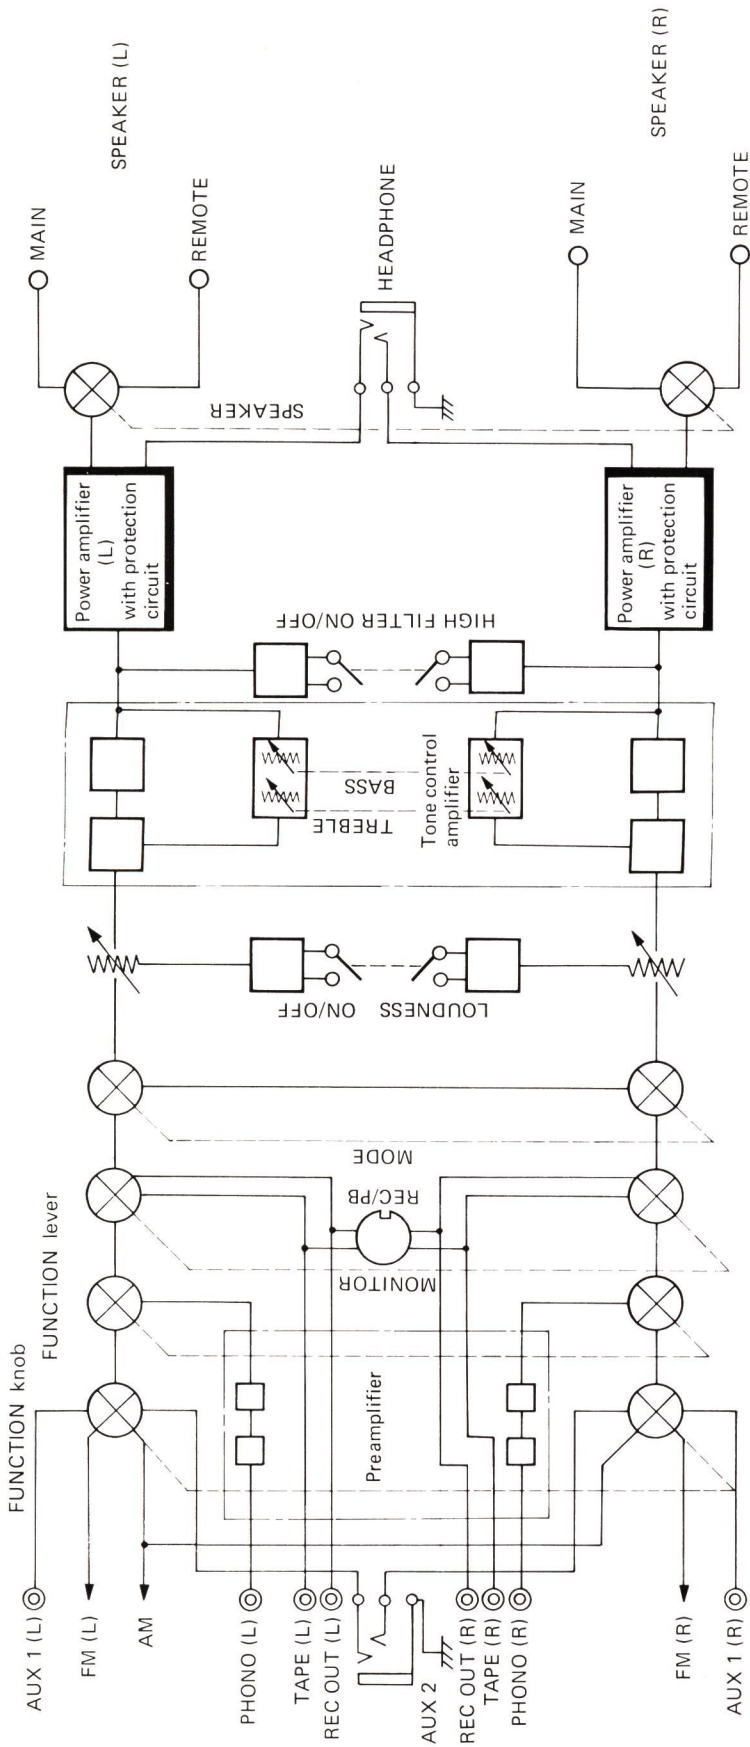 FUNCTION knob
FUNCTION lever
AUX 1 (L)
FM (L)
AM
PHONO (L)
TAPE (L)
REC OUT (L)
AUX 2
REC OUT (R)
TAPE (R)
PHONO (R)
FM (R)
AUX 1 (R)
Preamplifier
MONITOR
REC/PB
MODE
LOUDNESS ON/OFF
TREBLE
BASS
Tone control
amplifier
HIGH FILTER ON/OFF
Power amplifier
(L)
with protection
circuit
Power amplifier
(R)
with protection
circuit
SPEAKER
HEADPHONE
MAIN
REMOTE
SPEAKER (L)
MAIN
REMOTE
SPEAKER (R)